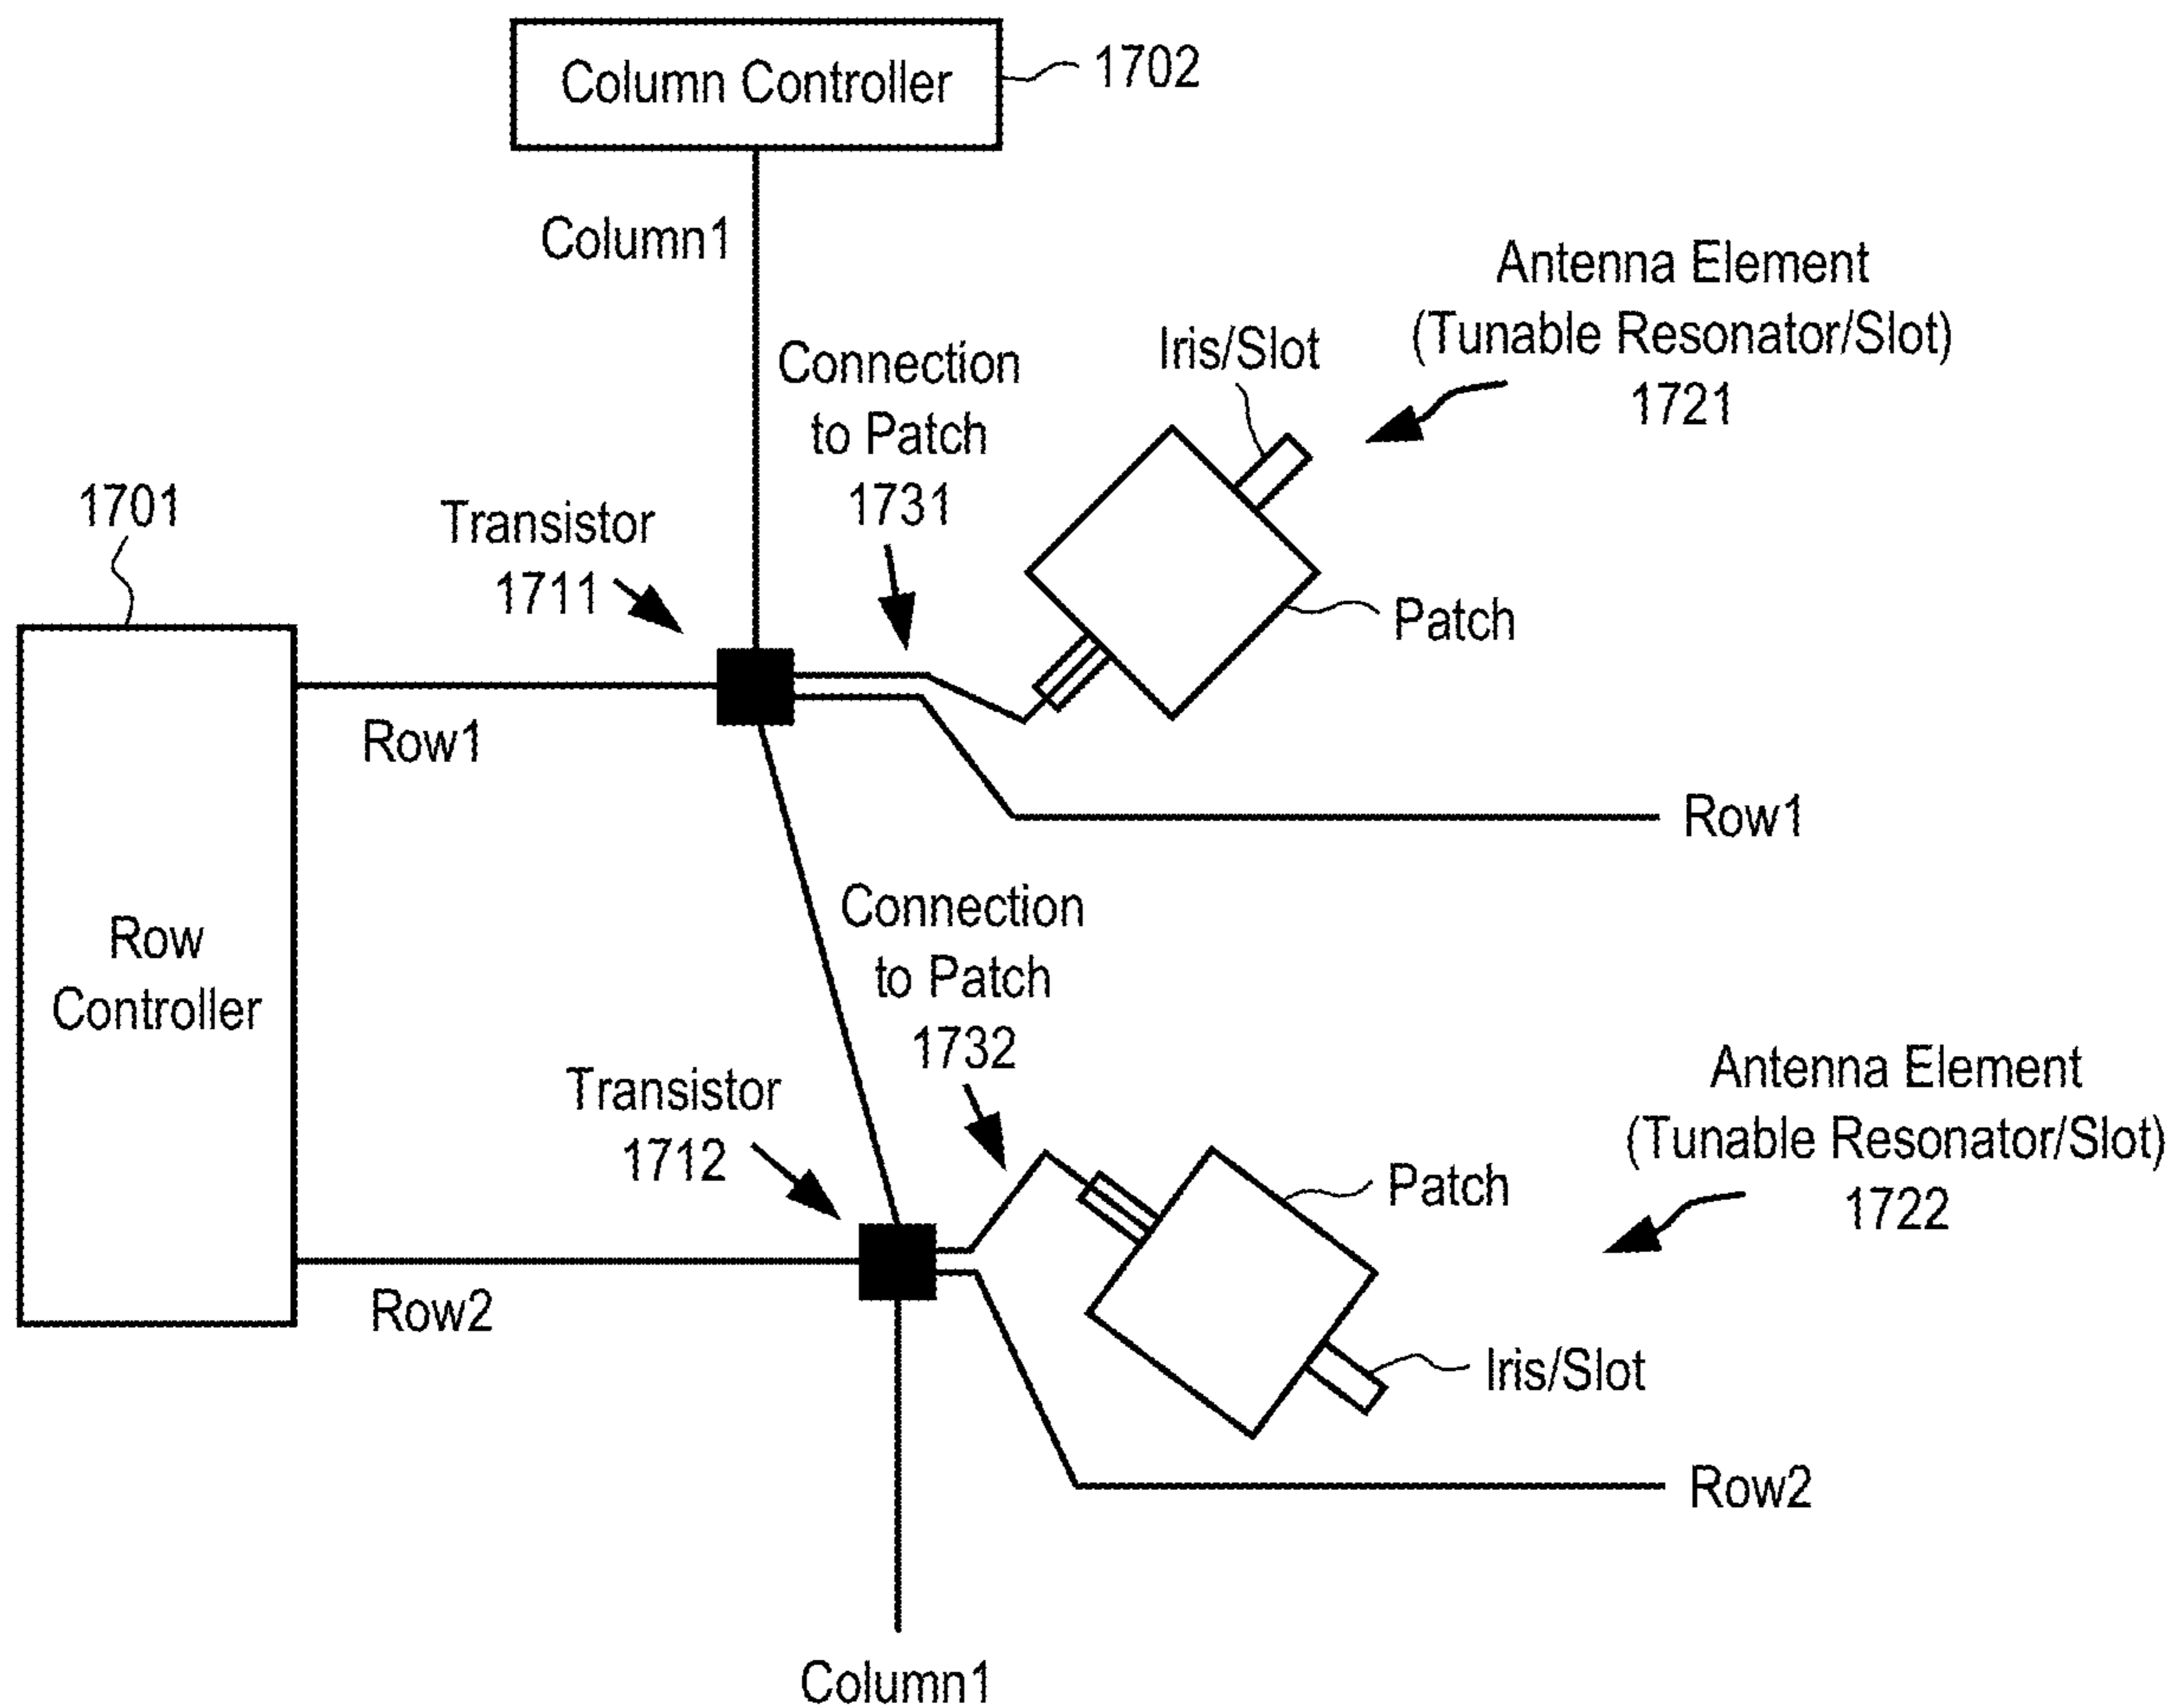 Column Controller
1702
Column1
Antenna Element
(Tunable Resonator/Slot)
1721
Iris/Slot
Connection
to Patch
1731
Patch
1701
Transistor
1711
Row1
Row1
Row
Controller
Connection
to Patch
1732
Transistor
1712
Antenna Element
(Tunable Resonator/Slot)
1722
Patch
Row2
Iris/Slot
Row2
Column1